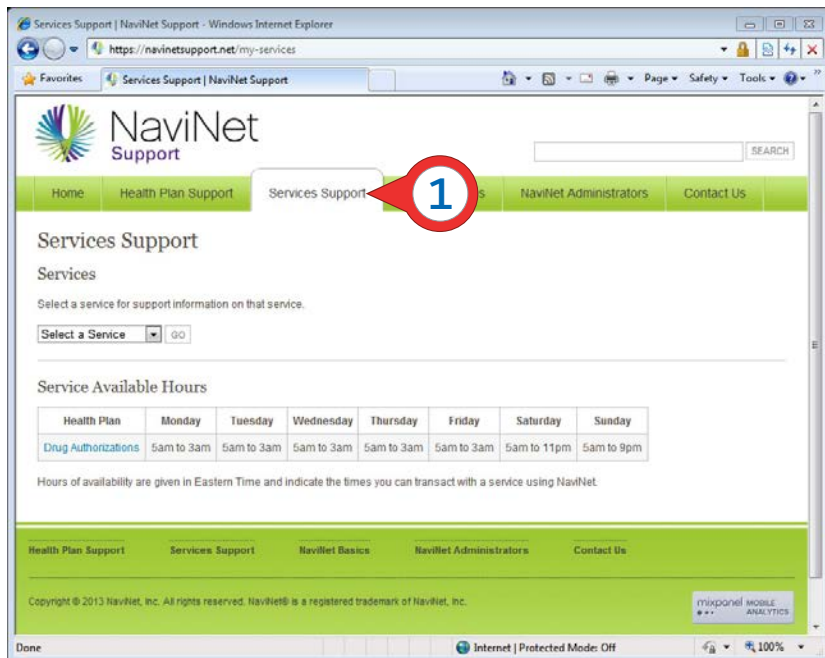 Services Support | NaviNet Support - Windows Internet Explorer
https://navinetsupport.net/my-services
Favorites Services Support | NaviNet Support Page Safety Tools
NaviNet
Support
SEARCH
Home Health Plan Support Services Support 1 s NaviNet Administrators Contact Us
Services Support
Services
Select a service for support information on that service.
Select a Service GO
Service Available Hours
Health Plan Monday Tuesday Wednesday Thursday Friday Saturday Sunday
Drug Authorizations 5am to 3am 5am to 3am 5am to 3am 5am to 3am 5am to 3am 5am to 11pm 5am to 9pm
Hours of availability are given in Eastern Time and indicate the times you can transact with a service using NaviNet.
Health Plan Support Services Support NaviNet Basics NaviNet Administrators Contact Us
Copyright © 2013 NaviNet, Inc. All rights reserved. NaviNet® is a registered trademark of NaviNet, Inc.
mixpanel MOBILE
ANALYTICS
Done Internet | Protected Mode: Off 100%